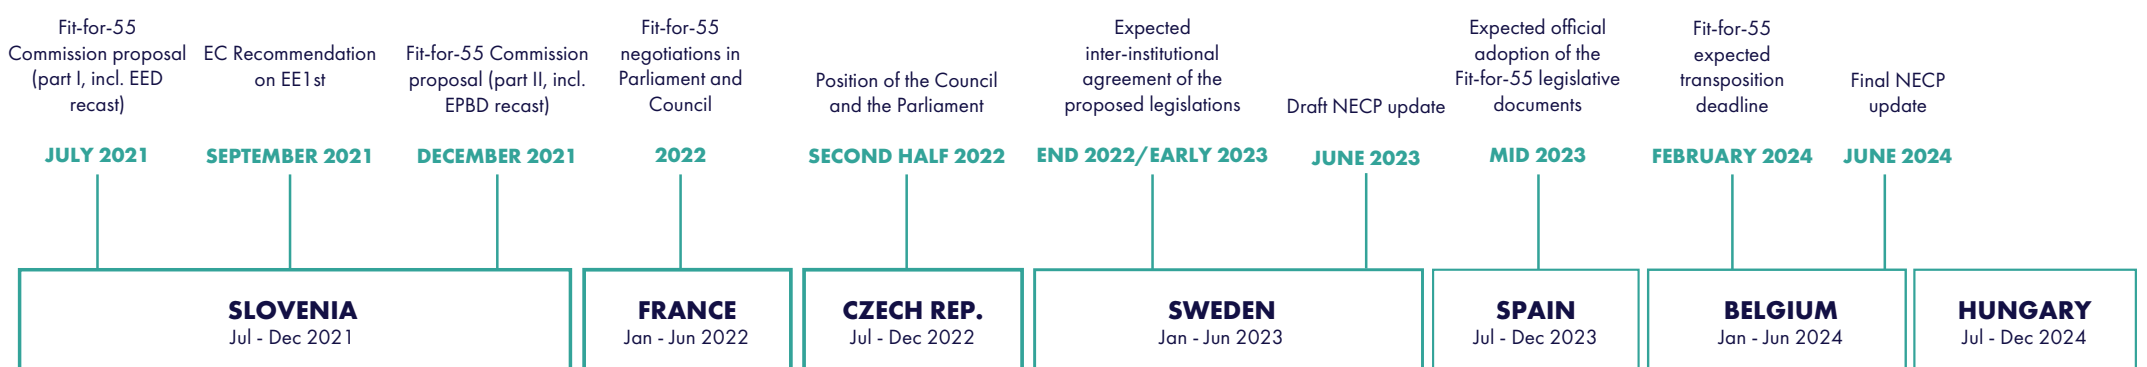 Fit-for-55
Commission proposal
(part I, incl. EED
recast)
JULY 2021
EC Recommendation
on EE1st
SEPTEMBER 2021
Fit-for-55 Commission
proposal (part II, incl.
EPBD recast)
DECEMBER 2021
Fit-for-55
negotiations in
Parliament and
Council
2022
Position of the Council
and the Parliament
SECOND HALF 2022
Expected
inter-institutional
agreement of the
proposed legislations
END 2022/EARLY 2023
Draft NECP update
JUNE 2023
Expected official
adoption of the
Fit-for-55 legislative
documents
MID 2023
Fit-for-55
expected
transposition
deadline
FEBRUARY 2024
Final NECP
update
JUNE 2024
SLOVENIA
Jul - Dec 2021
FRANCE
Jan - Jun 2022
CZECH REP.
Jul - Dec 2022
SWEDEN
Jan - Jun 2023
SPAIN
Jul - Dec 2023
BELGIUM
Jan - Jun 2024
HUNGARY
Jul - Dec 2024